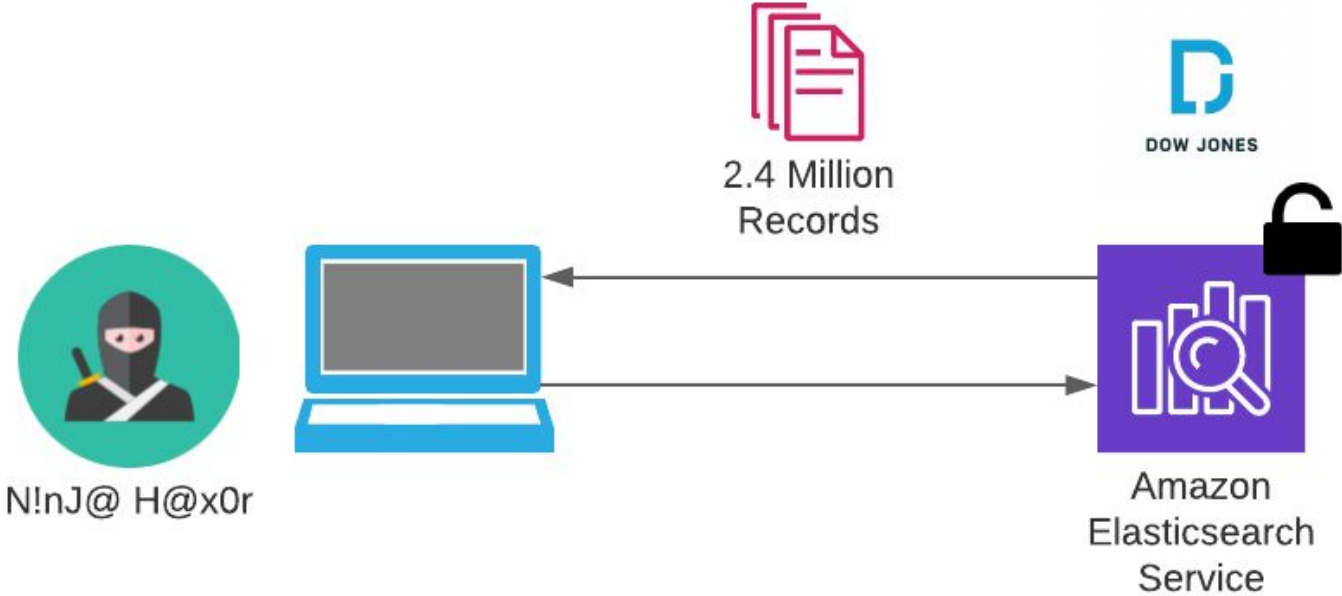 2.4 Million
Records
DOW JONES
N!nJ@ H@x0r
Amazon
Elasticsearch
Service